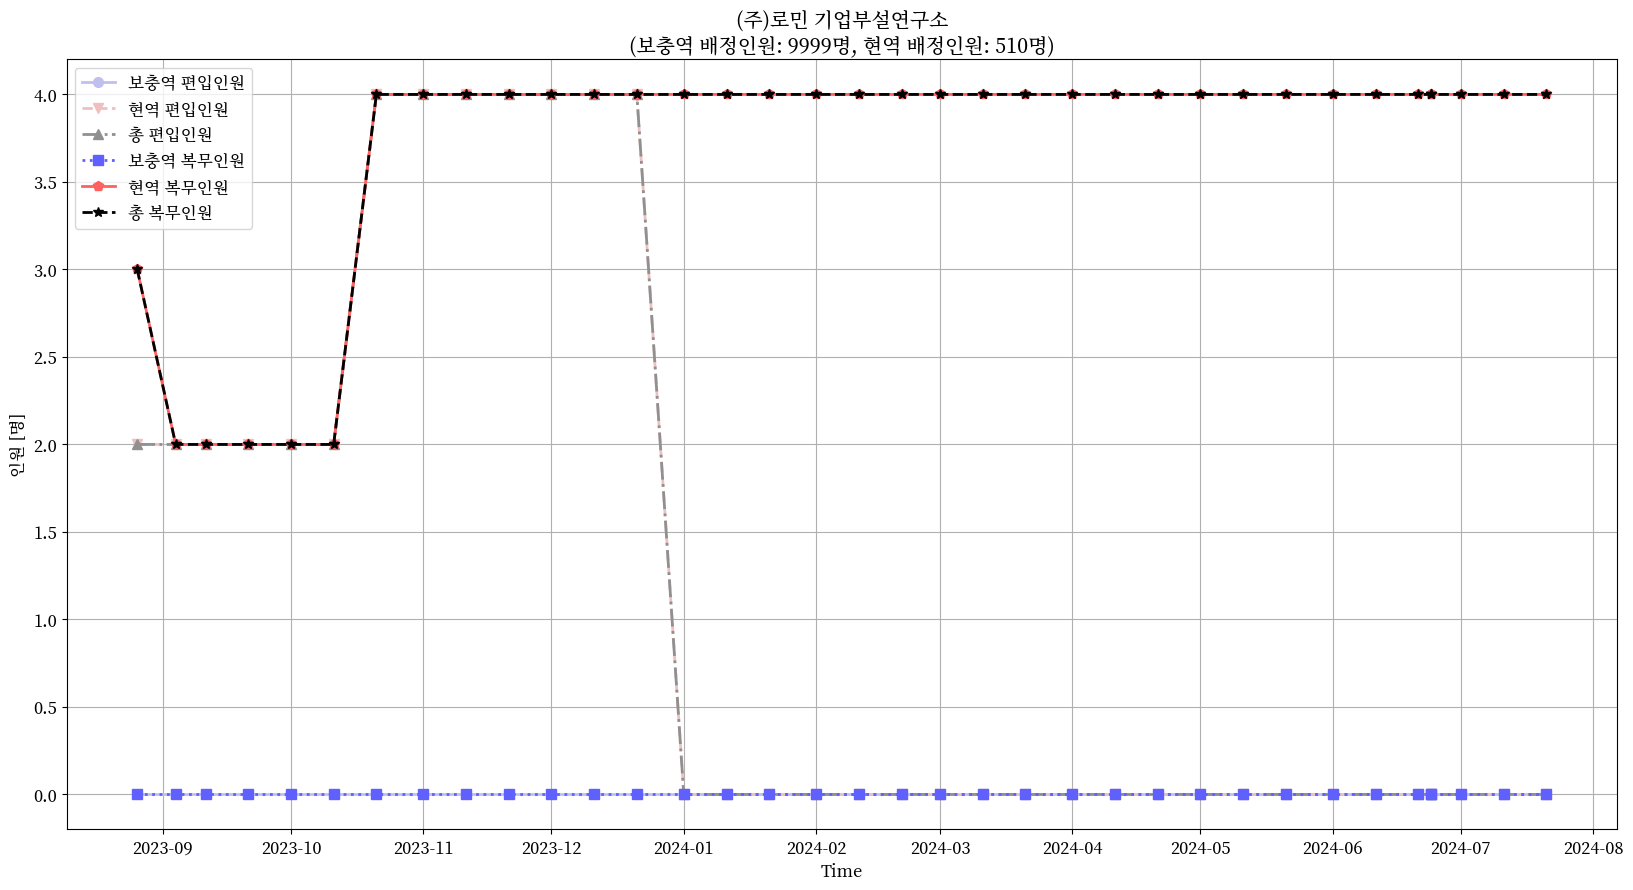 (주)로민 기업부설연구소
(보충역 배정인원: 9999명, 현역 배정인원: 510명)
보충역 편입인원
현역 편입인원
총 편입인원
보충역 복무인원
현역 복무인원
총 복무인원
4.0
3.5
3.0
2.5
2.0
1.5
1.0
0.5
0.0
인원 [명]
2023-09 2023-10 2023-11 2023-12 2024-01 2024-02 2024-03 2024-04 2024-05 2024-06 2024-07 2024-08
Time